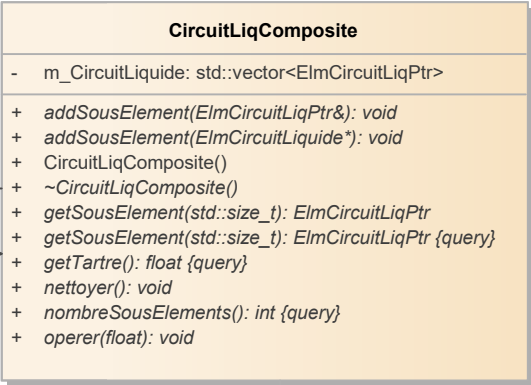 CircuitLiqComposite
- m_CircuitLiquide: std::vector<ElmCircuitLiqPtr>
+ addSousElement(ElmCircuitLiqPtr&): void
+ addSousElement(ElmCircuitLiquide*): void
+ CircuitLiqComposite()
+ ~CircuitLiqComposite()
+ getSousElement(std::size_t): ElmCircuitLiqPtr
+ getSousElement(std::size_t): ElmCircuitLiqPtr {query}
+ getTartre(): float {query}
+ nettoyer(): void
+ nombreSousElements(): int {query}
+ operer(float): void